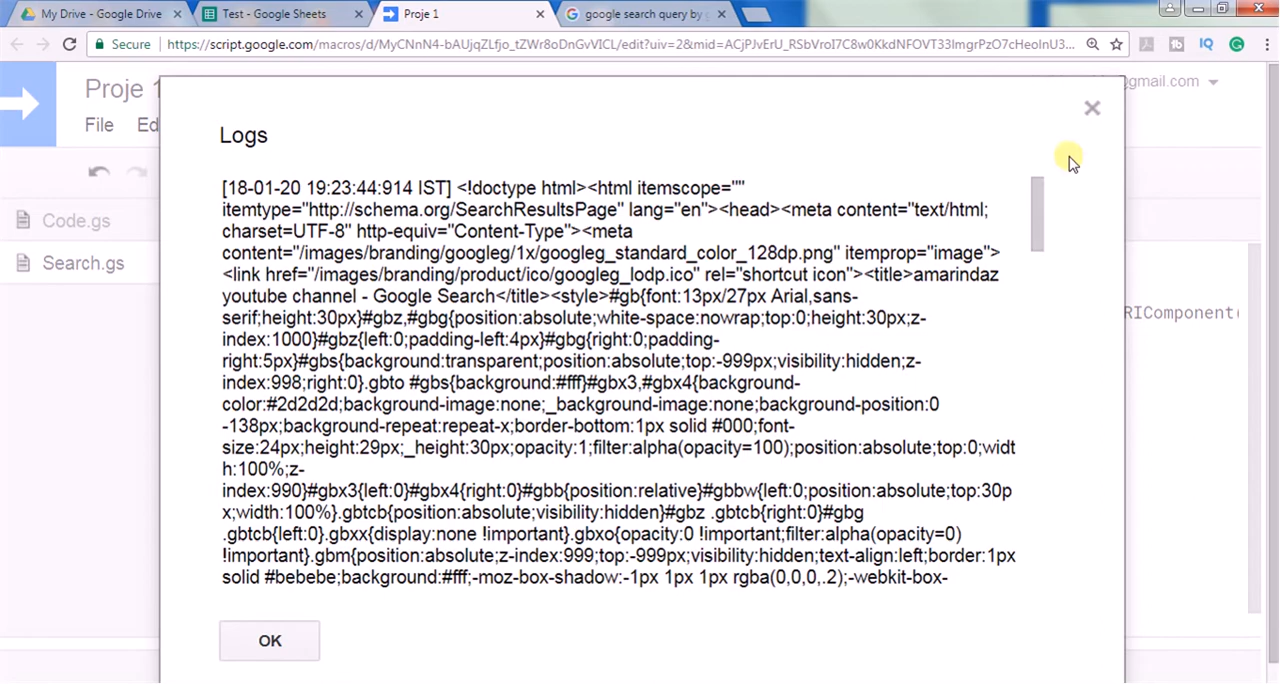 My Drive - Google Drive
Test - Google Sheets
Proje 1
google search query by
Secure
https://script.google.com/macros/d/MyCNnN4-bAUjqZLfjo_tZWr8oDnGvVICL/edit?uiv=2&mid=ACjPJvErU_RSbVroI7C8w0KkdNFOVT33ImgrPzO7cHeoInU3...
Proje 1
@gmail.com
File
Ed
Code.gs
Search.gs
RIComponent(
Logs
[18-01-20 19:23:44:914 IST] <!doctype html><html itemscope=""
itemtype="http://schema.org/SearchResultsPage" lang="en"><head><meta content="text/html;
charset=UTF-8" http-equiv="Content-Type"><meta
content="/images/branding/googleg/1x/googleg_standard_color_128dp.png" itemprop="image">
<link href="/images/branding/product/ico/googleg_lodp.ico" rel="shortcut icon"><title>amarindaz
youtube channel - Google Search</title><style>#gb{font:13px/27px Arial,sans-
serif;height:30px}#gbz,#gbg{position:absolute;white-space:nowrap;top:0;height:30px;z-
index:1000}#gbz{left:0;padding-left:4px}#gbg{right:0;padding-
right:5px}#gbs{background:transparent;position:absolute;top:-999px;visibility:hidden;z-
index:998;right:0}.gbto #gbs{background:#fff}#gbx3,#gbx4{background-
color:#2d2d2d;background-image:none;_background-image:none;background-position:0
-138px;background-repeat:repeat-x;border-bottom:1px solid #000;font-
size:24px;height:29px;_height:30px;opacity:1;filter:alpha(opacity=100);position:absolute;top:0;widt
h:100%;z-
index:990}#gbx3{left:0}#gbx4{right:0}#gbb{position:relative}#gbbw{left:0;position:absolute;top:30p
x;width:100%}.gbtcb{position:absolute;visibility:hidden}#gbz .gbtcb{right:0}#gbg
.gbtcb{left:0}.gbxx{display:none !important}.gbxo{opacity:0 !important;filter:alpha(opacity=0)
!important}.gbm{position:absolute;z-index:999;top:-999px;visibility:hidden;text-align:left;border:1px
solid #bebebe;background:#fff;-moz-box-shadow:-1px 1px 1px rgba(0,0,0,.2);-webkit-box-
OK